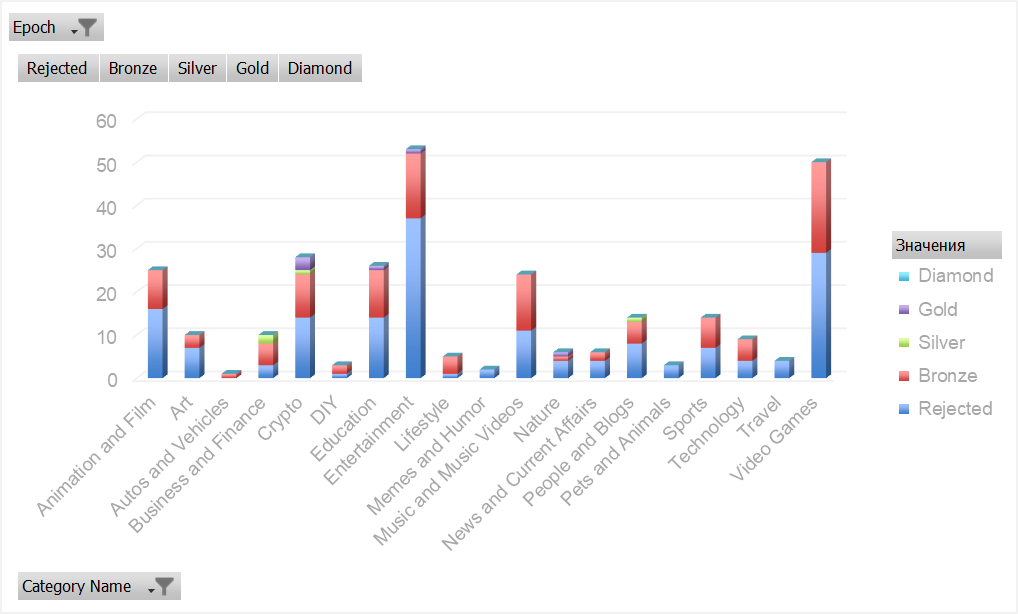 Epoch
Rejected Bronze Silver Gold Diamond
60
50
40
30
20
10
0
Animation and Film
Art
Autos and Vehicles
Business and Finance
Crypto
DIY
Education
Entertainment
Lifestyle
Memes and Humor
Music and Music Videos
Nature
News and Current Affairs
People and Blogs
Pets and Animals
Sports
Technology
Travel
Video Games
Значения
Diamond
Gold
Silver
Bronze
Rejected
Category Name